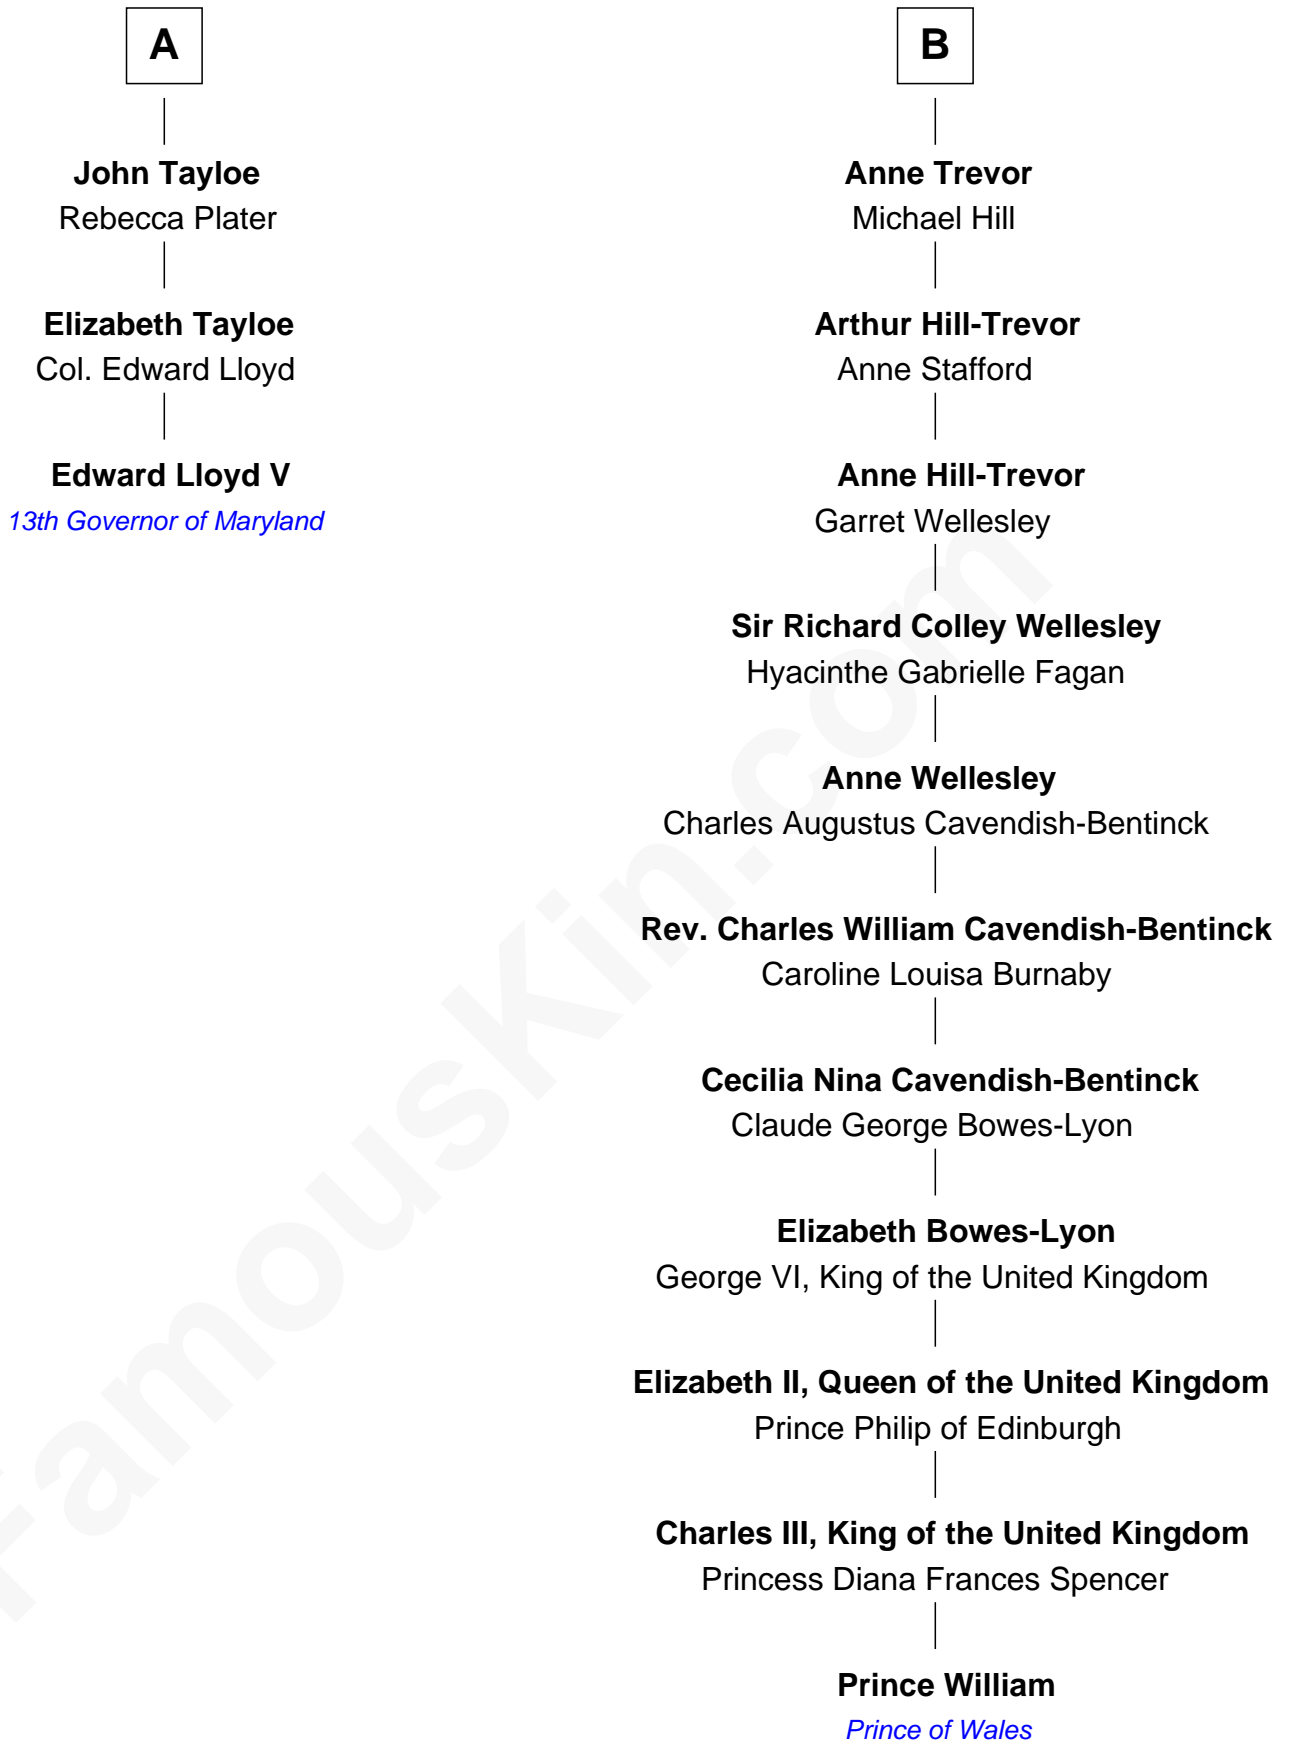 A
John Tayloe
Rebecca Plater
Elizabeth Tayloe
Col. Edward Lloyd
Edward Lloyd V
13th Governor of Maryland
B
Anne Trevor
Michael Hill
Arthur Hill-Trevor
Anne Stafford
Anne Hill-Trevor
Garret Wellesley
Sir Richard Colley Wellesley
Hyacinthe Gabrielle Fagan
Anne Wellesley
Charles Augustus Cavendish-Bentinck
Rev. Charles William Cavendish-Bentinck
Caroline Louisa Burnaby
Cecilia Nina Cavendish-Bentinck
Claude George Bowes-Lyon
Elizabeth Bowes-Lyon
George VI, King of the United Kingdom
Elizabeth II, Queen of the United Kingdom
Prince Philip of Edinburgh
Charles III, King of the United Kingdom
Princess Diana Frances Spencer
Prince William
Prince of Wales
FamousKin.com